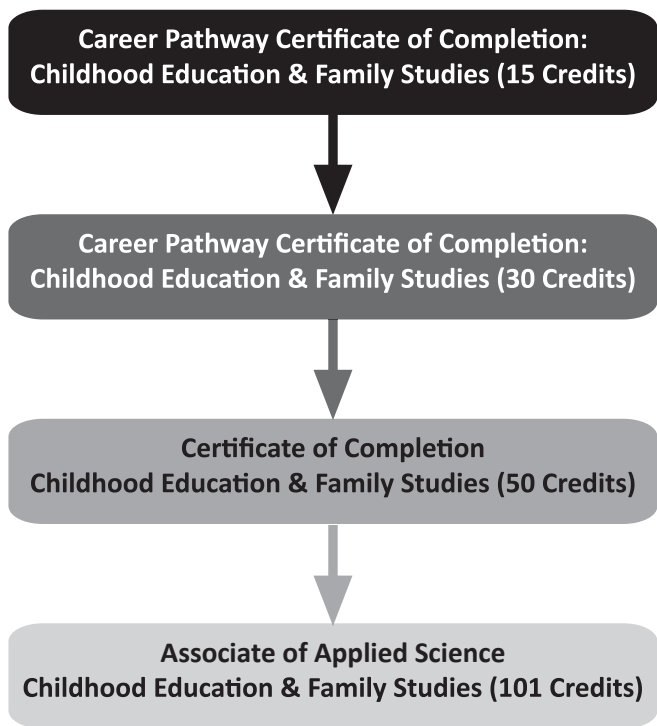 Career Pathway Certificate of Completion:
Childhood Education & Family Studies (15 Credits)
Career Pathway Certificate of Completion:
Childhood Education & Family Studies (30 Credits)
Certificate of Completion
Childhood Education & Family Studies (50 Credits)
Associate of Applied Science
Childhood Education & Family Studies (101 Credits)